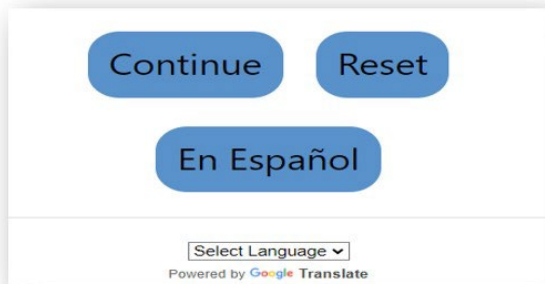 Continue Reset
En Español
Select Language
Powered by Google Translate